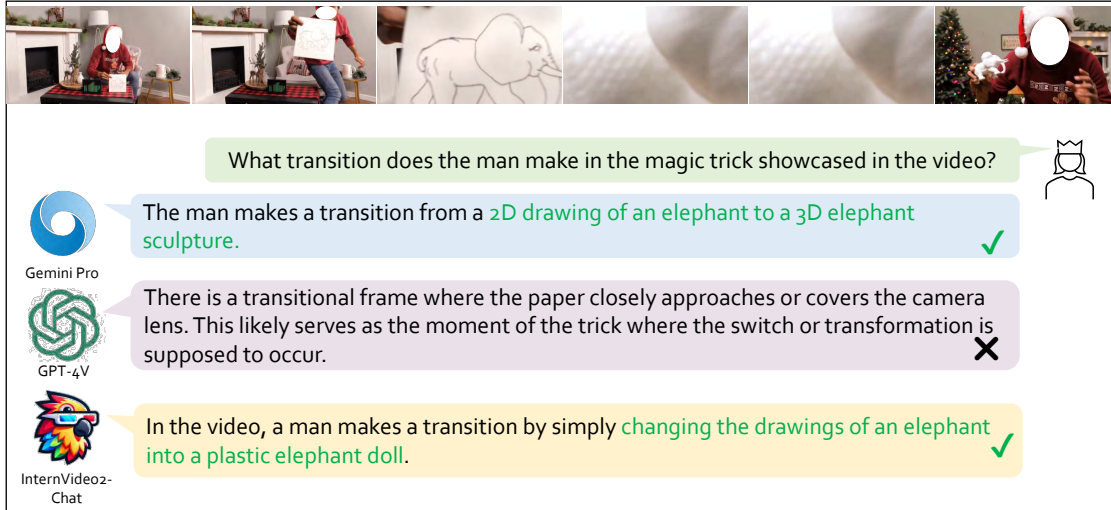 What transition does the man make in the magic trick showcased in the video?
The man makes a transition from a 2D drawing of an elephant to a 3D elephant
sculpture.
Gemini Pro
There is a transitional frame where the paper closely approaches or covers the camera
lens. This likely serves as the moment of the trick where the switch or transformation is
supposed to occur.
GPT-4V
In the video, a man makes a transition by simply changing the drawings of an elephant
into a plastic elephant doll.
InternVideo2-
Chat